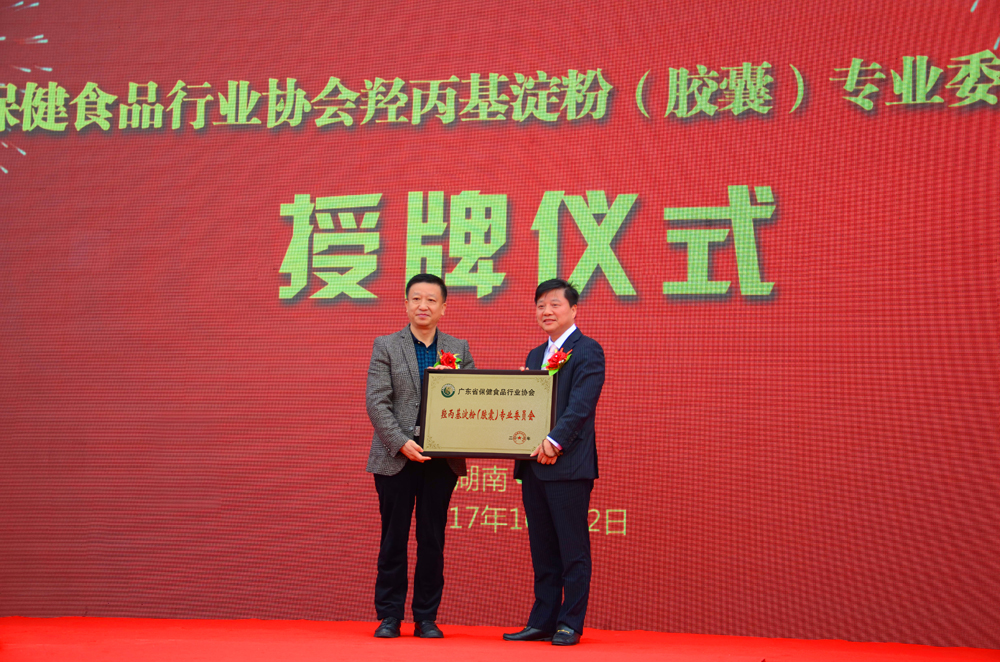 保健食品行业协会羟丙基淀粉（胶囊）专业委
授牌仪式
广东省保健食品行业协会
羟丙基淀粉(胶囊)专业委员会
湖南
17年1 2日